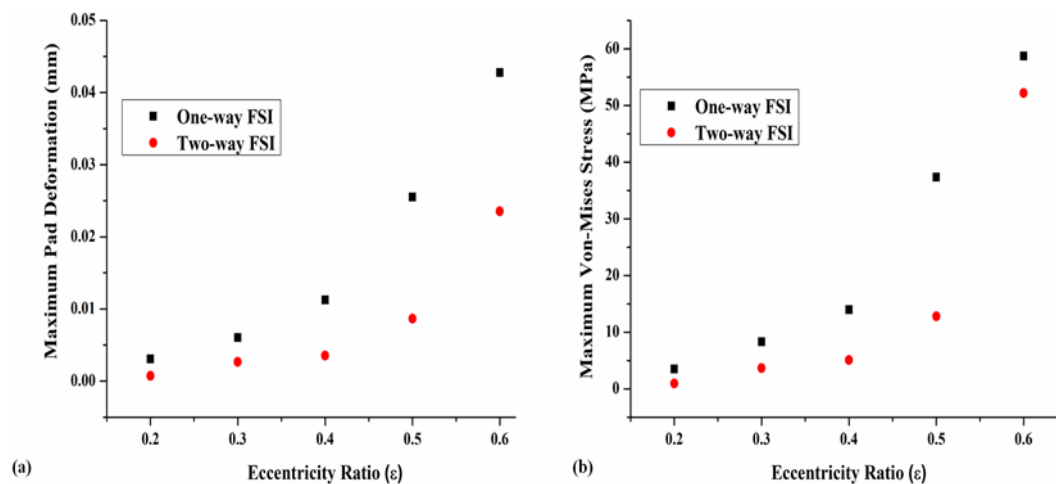 0.05
0.04
0.03
0.02
0.01
0.00
Maximum Pad Deformation (mm)
One-way FSI
Two-way FSI
0.2 0.3 0.4 0.5 0.6
(a)
Eccentricity Ratio (ε)
60
50
40
30
20
10
0
Maximum Von-Mises Stress (MPa)
One-way FSI
Two-way FSI
0.2 0.3 0.4 0.5 0.6
(b)
Eccentricity Ratio (ε)